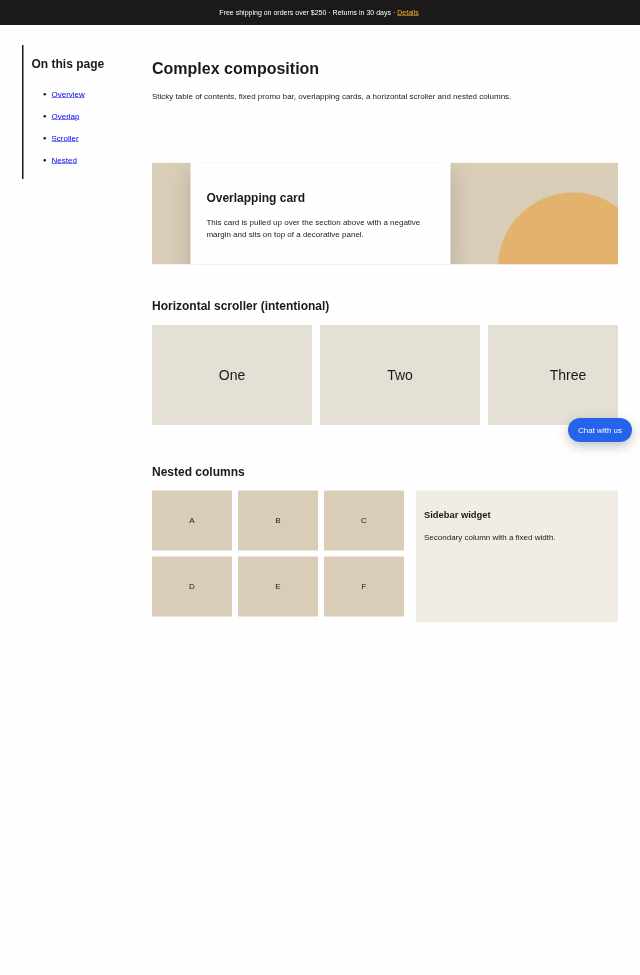 Free shipping on orders over $250 · Returns in 30 days · Details
On this page
Overview
Overlap
Scroller
Nested
Complex composition
Sticky table of contents, fixed promo bar, overlapping cards, a horizontal scroller and nested columns.
Overlapping card
This card is pulled up over the section above with a negative
margin and sits on top of a decorative panel.
Horizontal scroller (intentional)
One
Two
Three
Chat with us
Nested columns
A
B
C
D
E
F
Sidebar widget
Secondary column with a fixed width.